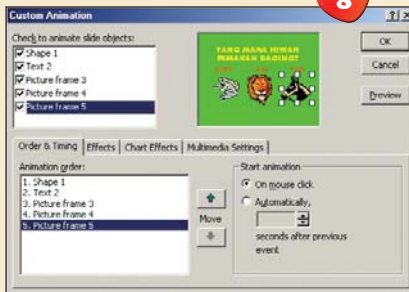 8
Custom Animation
Check to animate slide objects:
Shape 1
Text 2
Picture frame 3
Picture frame 4
Picture frame 5
YANG MANA HIWAN
PIMAKAN DAGING?
OK
Cancel
Preview
Order & Timing Effects Chart Effects Multimedia Settings
Animation order:
1. Shape 1
2. Text 2
3. Picture frame 3
4. Picture frame 4
5. Picture frame 5
Move
Start animation
On mouse click
Automatically,
seconds after previous
event